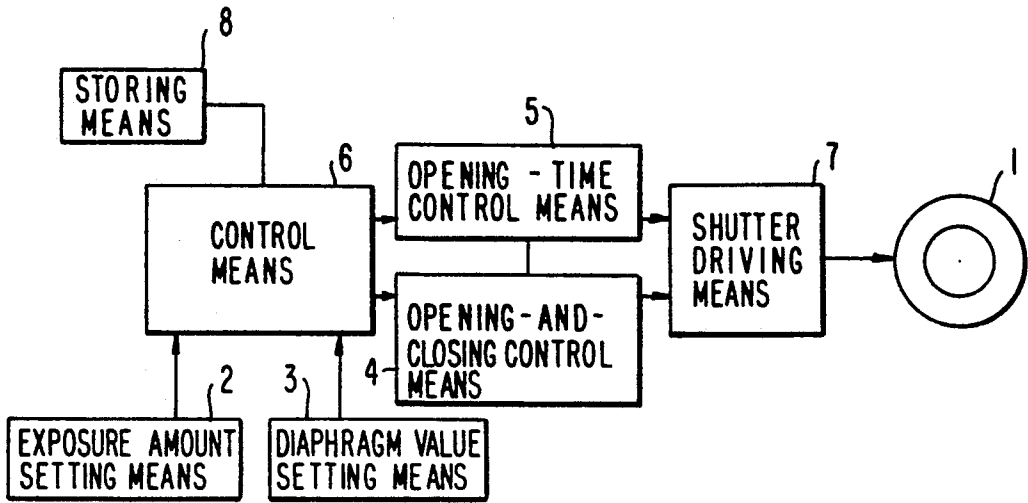 8
STORING
MEANS
6
CONTROL
MEANS
5
OPENING - TIME
CONTROL MEANS
7
SHUTTER
DRIVING
MEANS
1
OPENING-AND-
CLOSING CONTROL
MEANS
4
2
EXPOSURE AMOUNT
SETTING MEANS
3
DIAPHRAGM VALUE
SETTING MEANS